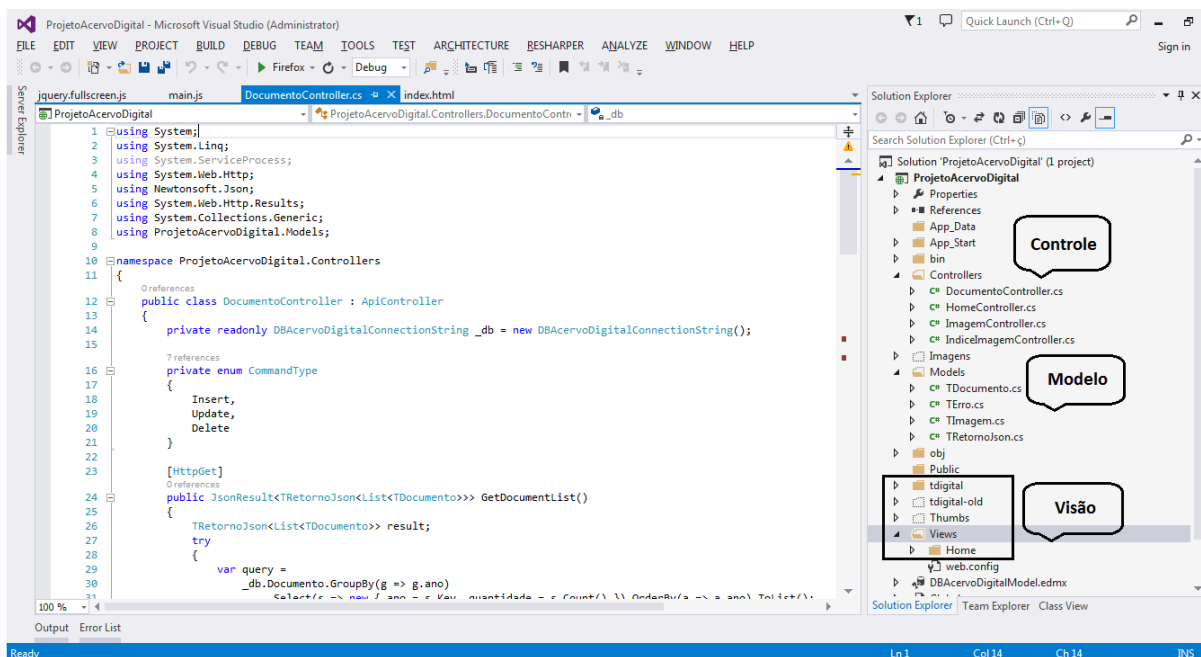 ProjetoAcervoDigital - Microsoft Visual Studio (Administrator)
1
Quick Launch (Ctrl+Q)
FILE EDIT VIEW PROJECT BUILD DEBUG TEAM TOOLS TEST ARCHITECTURE RESHARPER ANALYZE WINDOW HELP
Sign in
Firefox
Debug
Server Explorer
jquery.fullscreen.js main.js DocumentoController.cs index.html
ProjetoAcervoDigital ProjetoAcervoDigital.Controllers.DocumentoContr _db
1 using System;
2 using System.Linq;
3 using System.ServiceProcess;
4 using System.Web.Http;
5 using Newtonsoft.Json;
6 using System.Web.Http.Results;
7 using System.Collections.Generic;
8 using ProjetoAcervoDigital.Models;
9
10 namespace ProjetoAcervoDigital.Controllers
11 {
0 references
12 public class DocumentoController : ApiController
13 {
14 private readonly DBAcervoDigitalConnectionString _db = new DBAcervoDigitalConnectionString();
15
7 references
16 private enum CommandType
17 {
18 Insert,
19 Update,
20 Delete
21 }
22
23 [HttpGet]
0 references
24 public JsonResult<TRetornoJson<List<TDocumento>>> GetDocumentList()
25 {
26 TRetornoJson<List<TDocumento>> result;
27 try
28 {
29 var query =
30 _db.Documento.GroupBy(g => g.ano)
31 .Select(s => new { ano = s.Key, quantidade = s.Count() }).OrderBy(a => a.ano).ToList();
100 %
Solution Explorer
Search Solution Explorer (Ctrl+ç)
Solution 'ProjetoAcervoDigital' (1 project)
ProjetoAcervoDigital
Properties
References
App_Data
App_Start
bin
Controllers
DocumentoController.cs
HomeController.cs
ImagemController.cs
IndiceImagemController.cs
Imagens
Models
TDocumento.cs
TErro.cs
TImagem.cs
TRetornoJson.cs
obj
Public
tdigital
tdigital-old
Thumbs
Views
Home
web.config
DBAcervoDigitalModel.edmx
Controle
Modelo
Visão
Solution Explorer Team Explorer Class View
Output Error List
Ready
Ln 1 Col 14 Ch 14 INS